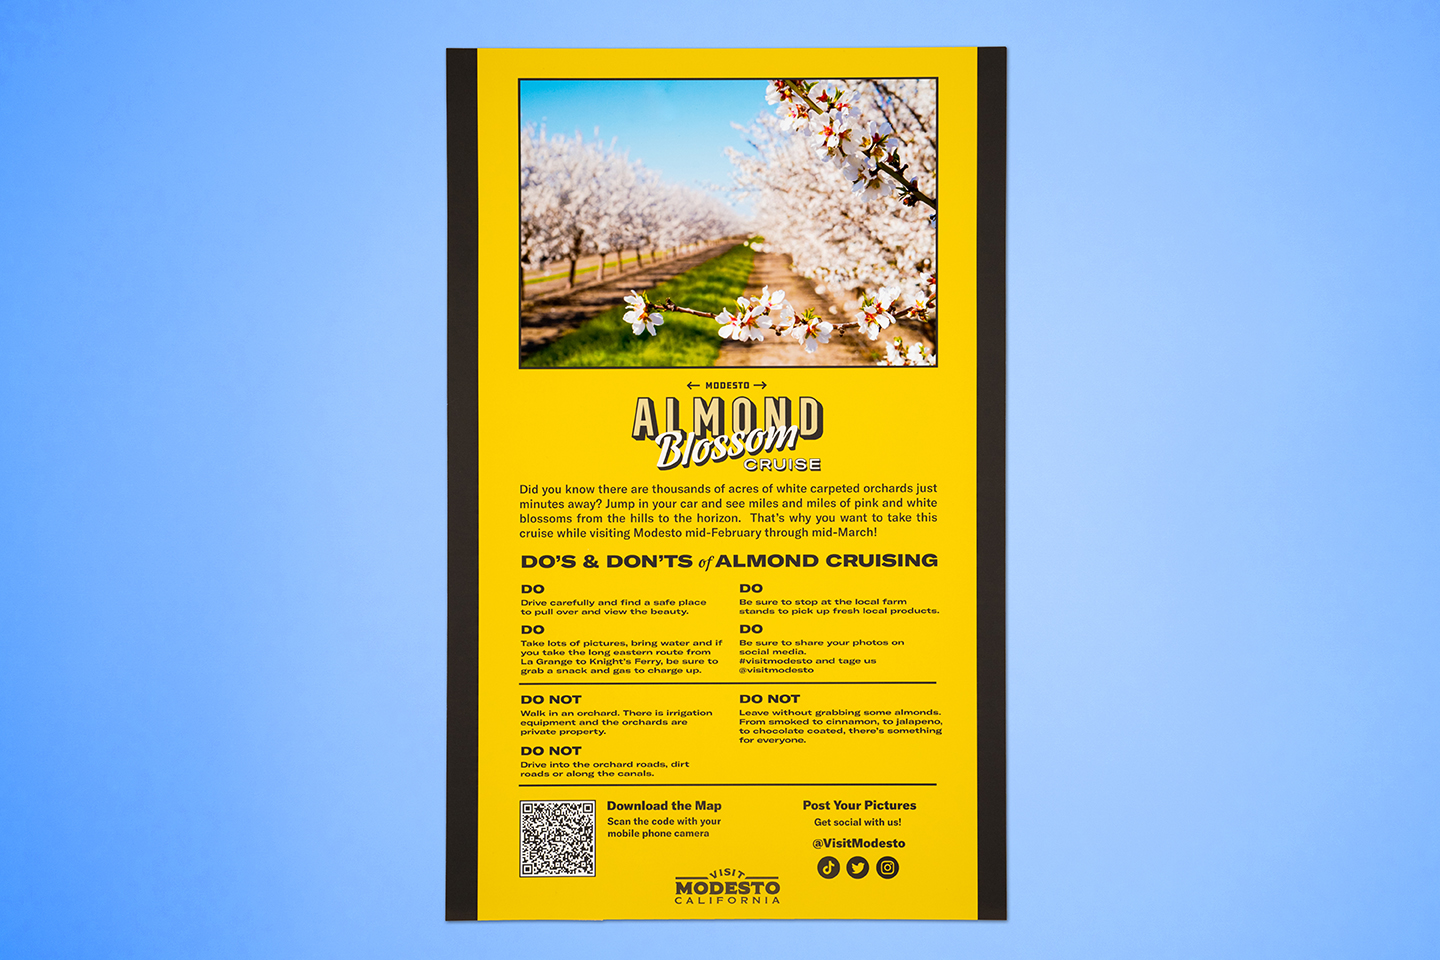 ← MODESTO →
ALMOND
Blossom
CRUISE
Did you know there are thousands of acres of white carpeted orchards just
minutes away? Jump in your car and see miles and miles of pink and white
blossoms from the hills to the horizon. That's why you want to take this
cruise while visiting Modesto mid-February through mid-March!
DO'S & DON'TS of ALMOND CRUISING
DO
Drive carefully and find a safe place
to pull over and view the beauty.
DO
Take lots of pictures, bring water and if
you take the long eastern route from
La Grange to Knight's Ferry, be sure to
grab a snack and gas to charge up.
DO
Be sure to stop at the local farm
stands to pick up fresh local products.
DO
Be sure to share your photos on
social media.
#visitmodesto and tage us
@visitmodesto
DO NOT
Walk in an orchard. There is irrigation
equipment and the orchards are
private property.
DO NOT
Drive into the orchard roads, dirt
roads or along the canals.
DO NOT
Leave without grabbing some almonds.
From smoked to cinnamon, to jalapeno,
to chocolate coated, there's something
for everyone.
Download the Map
Scan the code with your
mobile phone camera
Post Your Pictures
Get social with us!
@VisitModesto
VISIT
MODESTO
CALIFORNIA